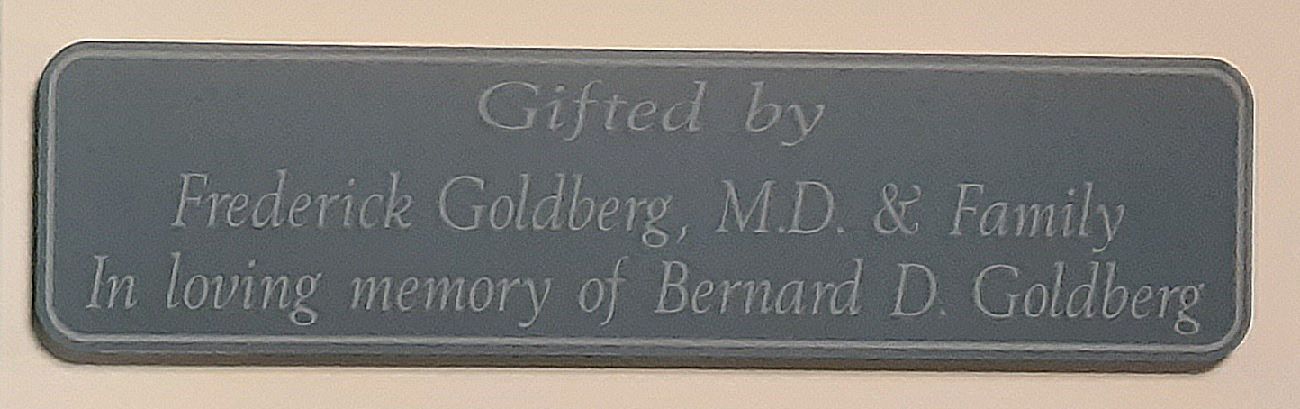 Gifted by
Frederick Goldberg, M.D. & Family
In loving memory of Bernard D. Goldberg